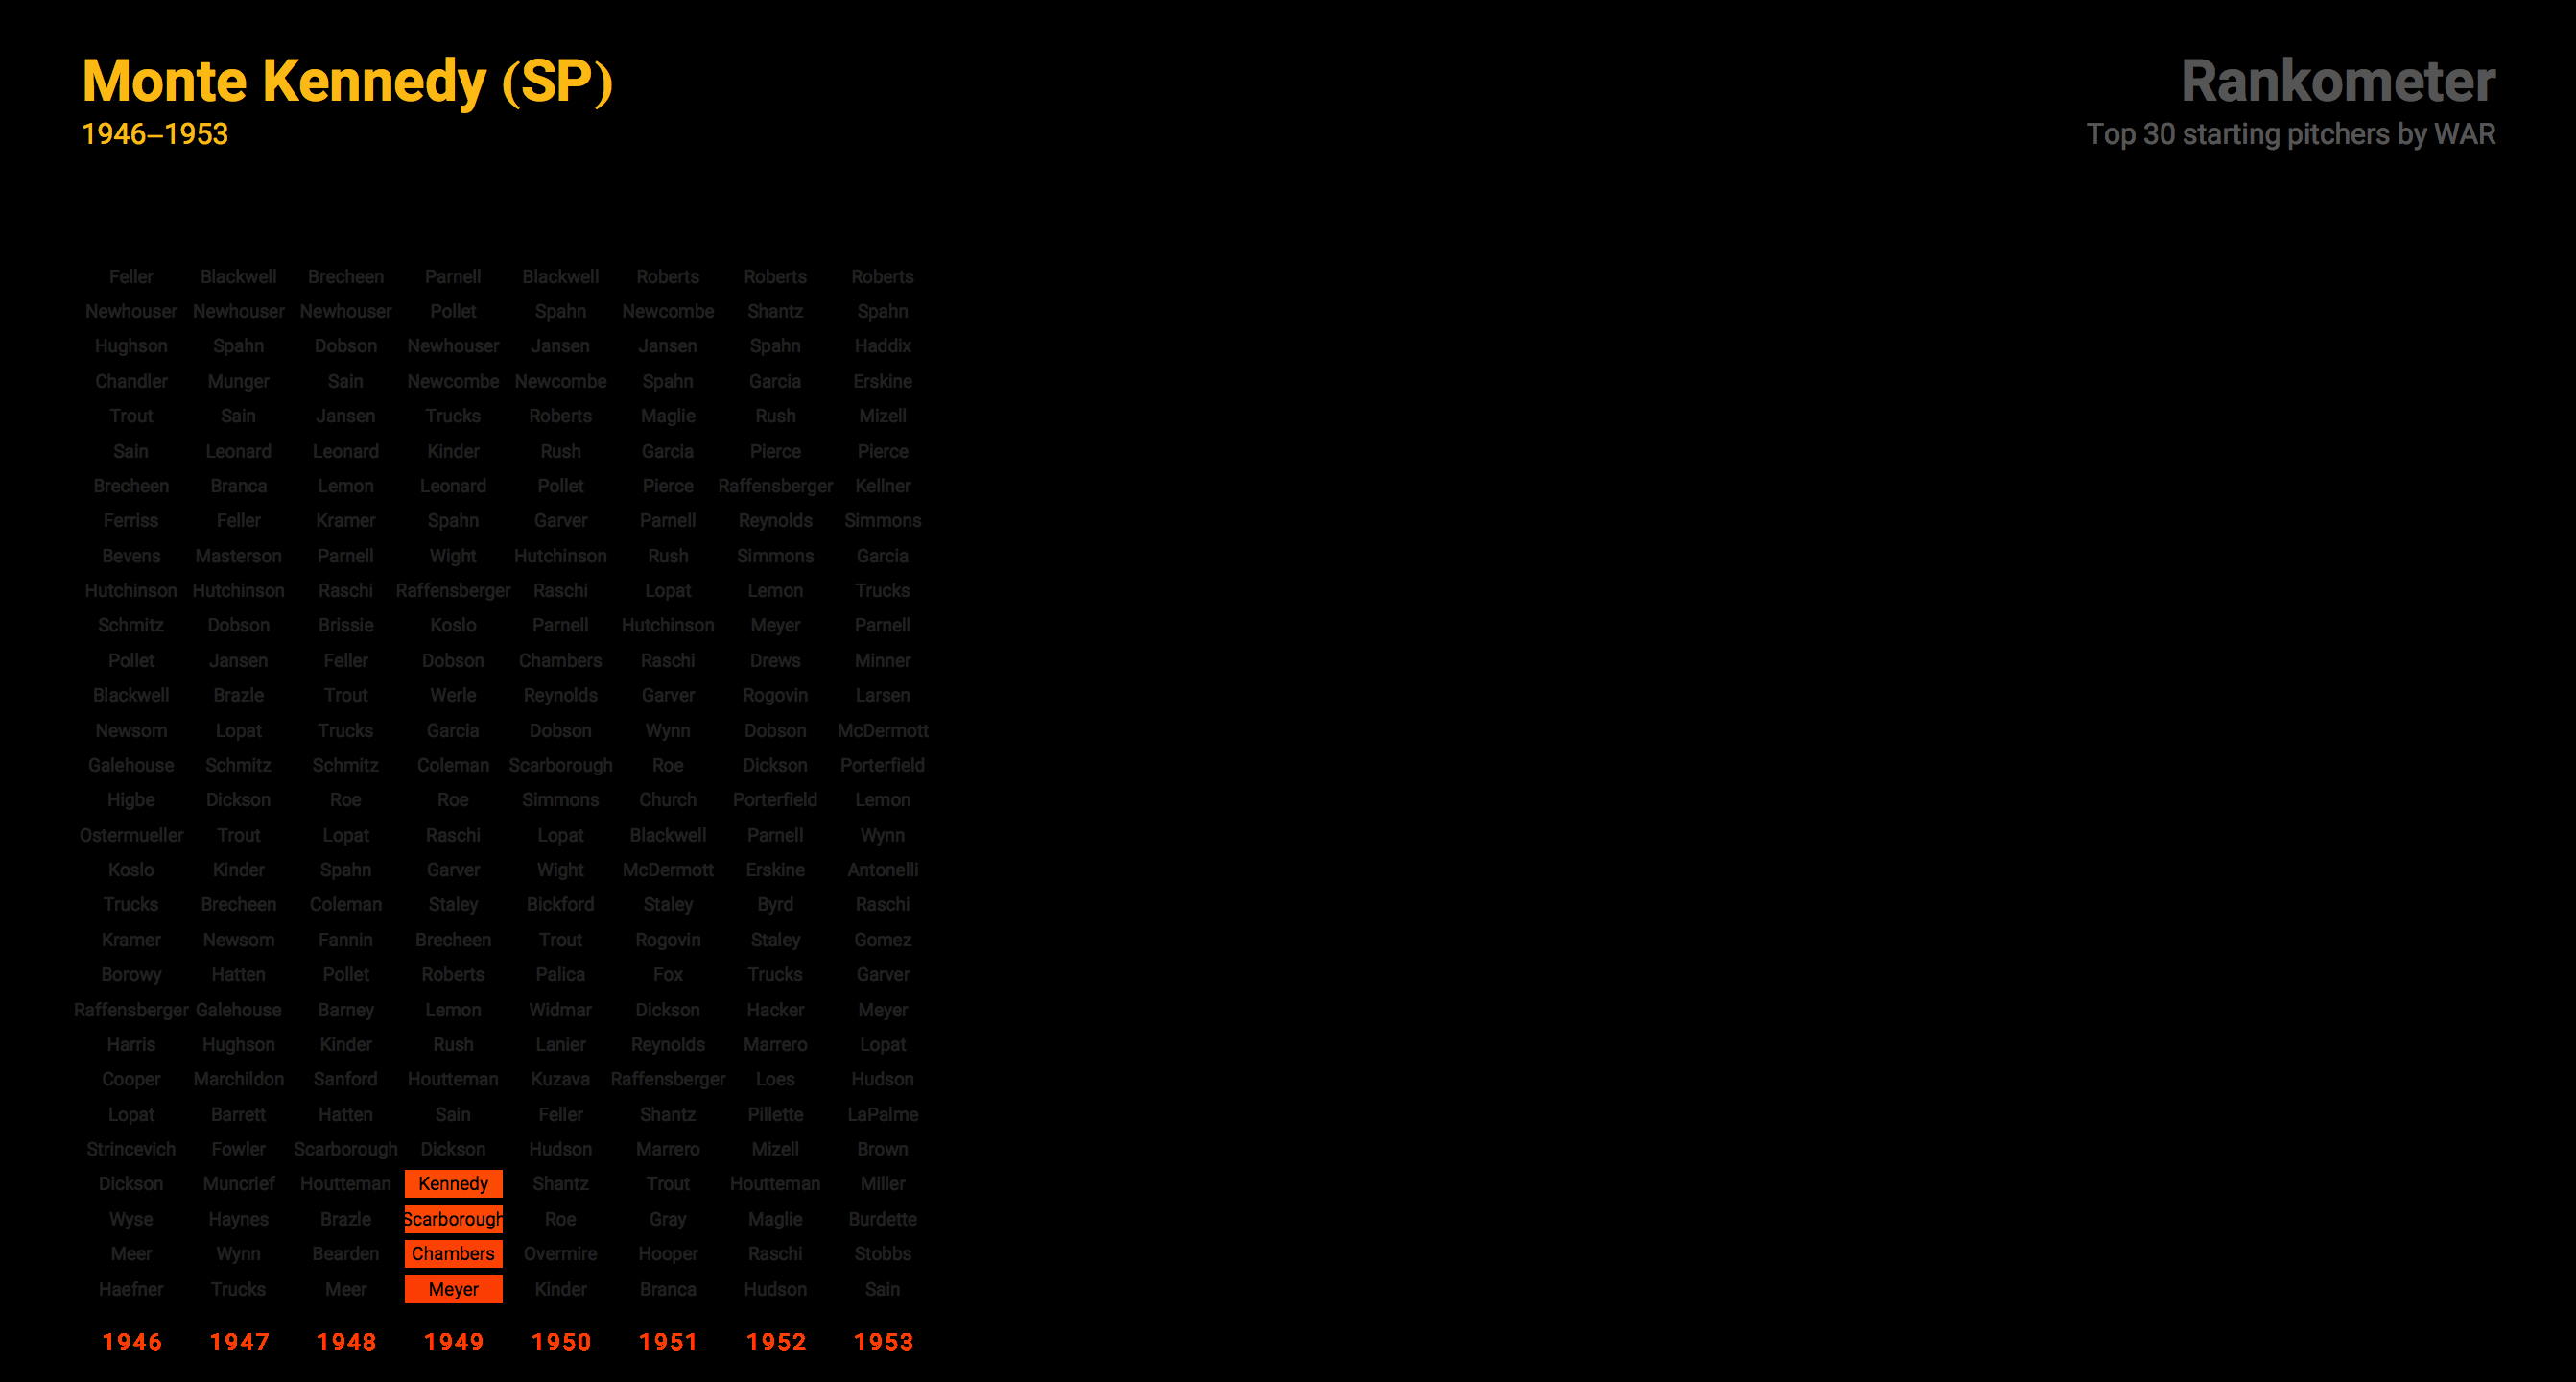 Monte Kennedy (SP)
1946–1953
Rankometer
Top 30 starting pitchers by WAR
Feller Blackwell Brecheen Parnell Blackwell Roberts Roberts Roberts
Newhouser Newhouser Newhouser Pollet Spahn Newcombe Shantz Spahn
Hughson Spahn Dobson Newhouser Jansen Jansen Spahn Haddix
Chandler Munger Sain Newcombe Newcombe Spahn Garcia Erskine
Trout Sain Jansen Trucks Roberts Maglie Rush Mizell
Sain Leonard Leonard Kinder Rush Garcia Pierce Pierce
Brecheen Branca Lemon Leonard Pollet Pierce Raffensberger Kellner
Ferriss Feller Kramer Spahn Garver Parnell Reynolds Simmons
Bevens Masterson Parnell Wight Hutchinson Rush Simmons Garcia
Hutchinson Hutchinson Raschi Raffensberger Raschi Lopat Lemon Trucks
Schmitz Dobson Brissie Koslo Parnell Hutchinson Meyer Parnell
Pollet Jansen Feller Dobson Chambers Raschi Drews Minner
Blackwell Brazle Trout Werle Reynolds Garver Rogovin Larsen
Newsom Lopat Trucks Garcia Dobson Wynn Dobson McDermott
Galehouse Schmitz Schmitz Coleman Scarborough Roe Dickson Porterfield
Higbe Dickson Roe Roe Simmons Church Porterfield Lemon
Ostermueller Trout Lopat Raschi Lopat Blackwell Parnell Wynn
Koslo Kinder Spahn Garver Wight McDermott Erskine Antonelli
Trucks Brecheen Coleman Staley Bickford Staley Byrd Raschi
Kramer Newsom Fannin Brecheen Trout Rogovin Staley Gomez
Borowy Hatten Pollet Roberts Palica Fox Trucks Garver
Raffensberger Galehouse Barney Lemon Widmar Dickson Hacker Meyer
Harris Hughson Kinder Rush Lanier Reynolds Marrero Lopat
Cooper Marchildon Sanford Houtteman Kuzava Raffensberger Loes Hudson
Lopat Barrett Hatten Sain Feller Shantz Pillette LaPalme
Strincevich Fowler Scarborough Dickson Hudson Marrero Mizell Brown
Dickson Muncrief Houtteman Kennedy Shantz Trout Houtteman Miller
Wyse Haynes Brazle Scarborough Roe Gray Maglie Burdette
Meer Wynn Bearden Chambers Overmire Hooper Raschi Stobbs
Haefner Trucks Meer Meyer Kinder Branca Hudson Sain
1946 1947 1948 1949 1950 1951 1952 1953